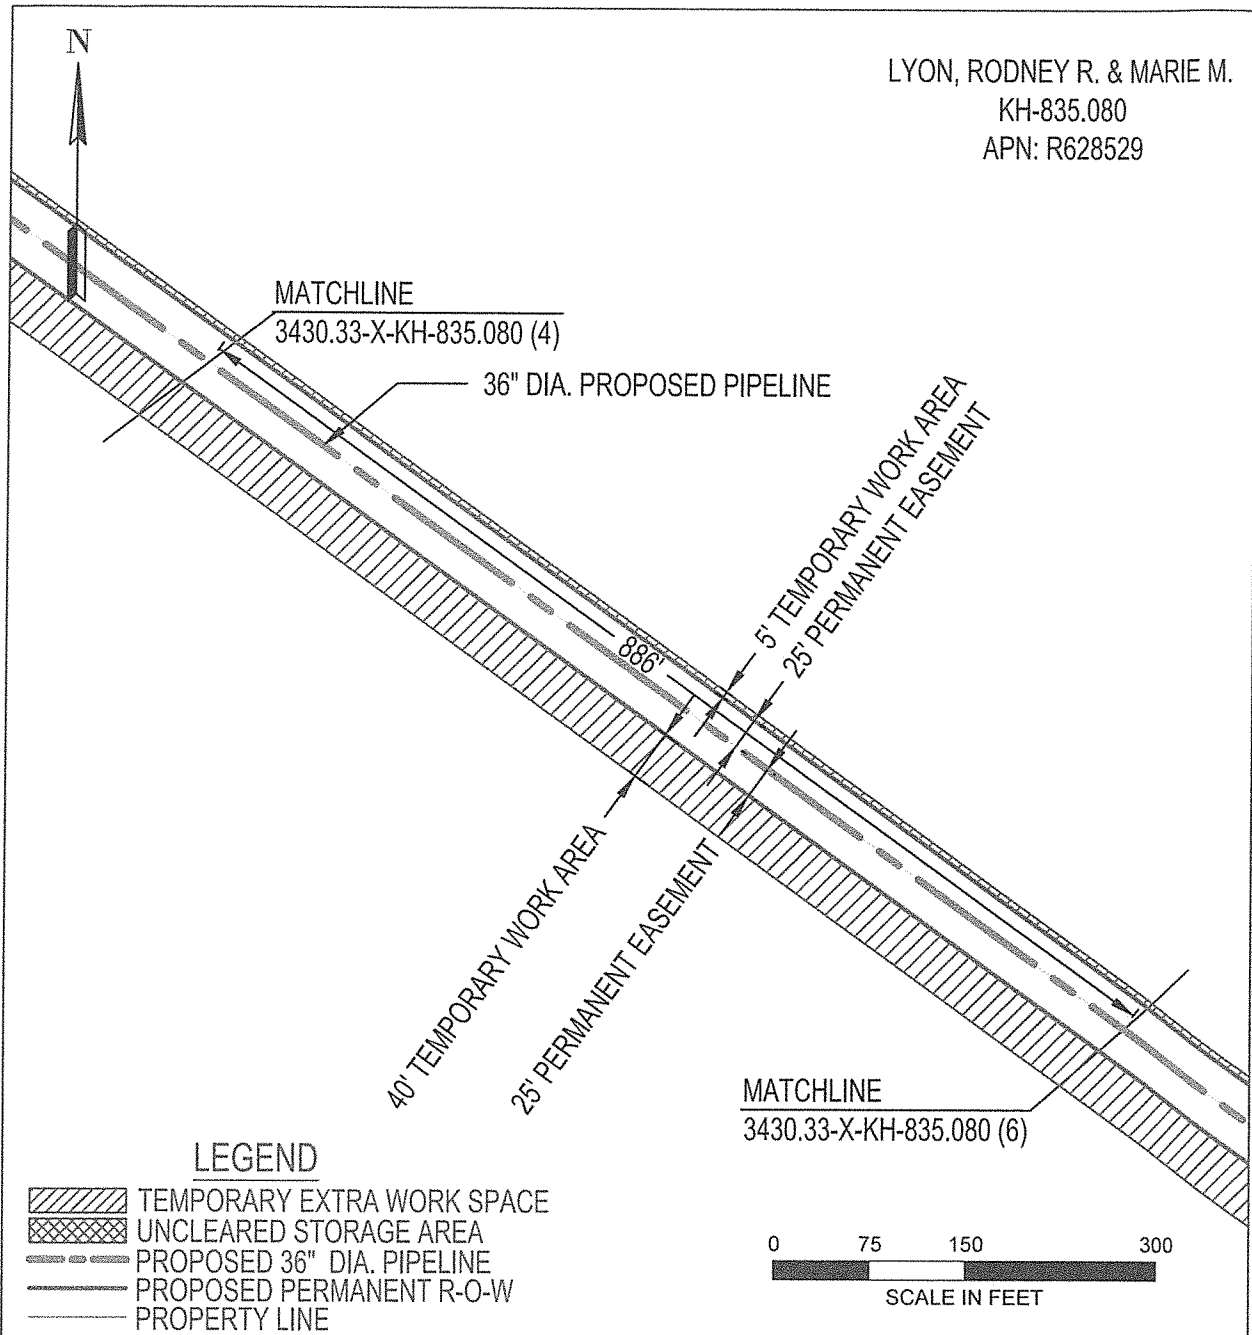 N
LYON, RODNEY R. & MARIE M.
KH-835.080
APN: R628529
MATCHLINE
3430.33-X-KH-835.080 (4)
36" DIA. PROPOSED PIPELINE
5' TEMPORARY WORK AREA
25' PERMANENT EASEMENT
886'
40' TEMPORARY WORK AREA
25' PERMANENT EASEMENT
MATCHLINE
3430.33-X-KH-835.080 (6)
LEGEND
TEMPORARY EXTRA WORK SPACE
UNCLEARED STORAGE AREA
PROPOSED 36" DIA. PIPELINE
PROPOSED PERMANENT R-O-W
PROPERTY LINE
0 75 150 300
SCALE IN FEET